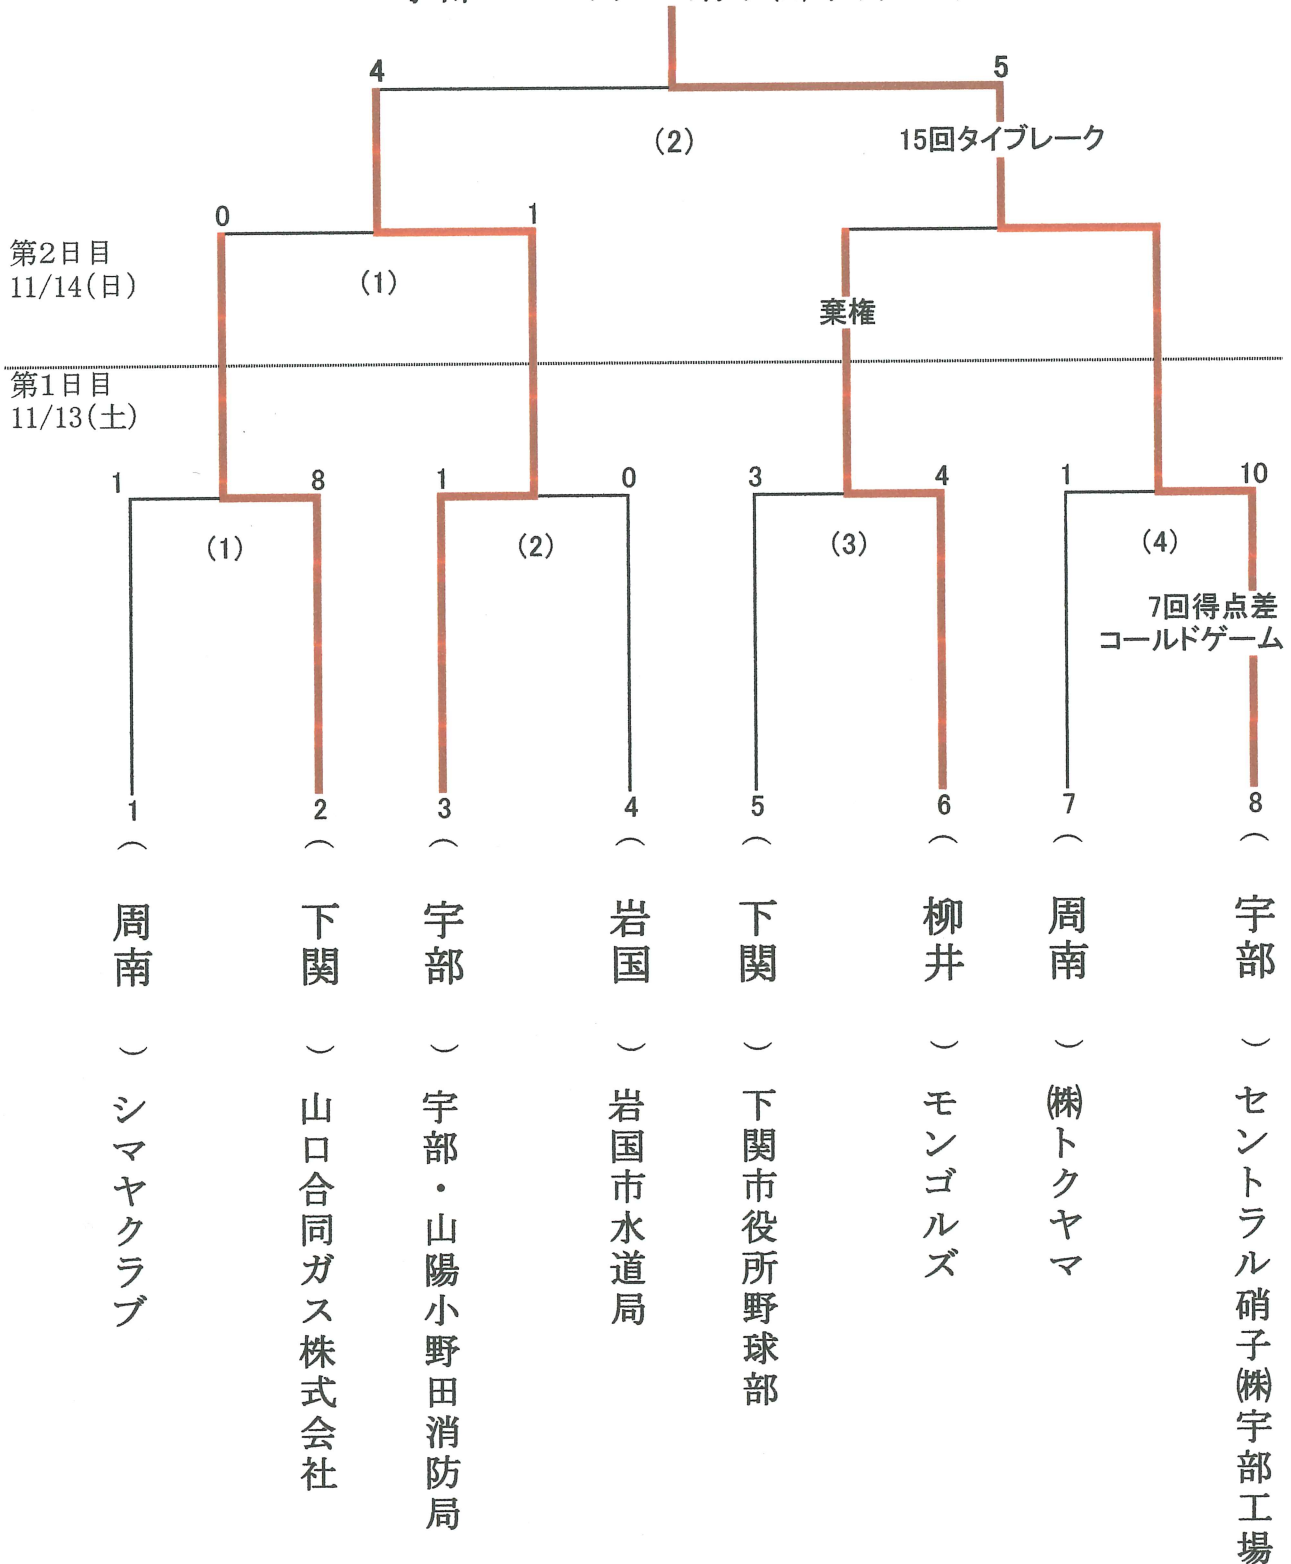 4
5
(2)
15回タイブレーク
0
1
第2日目
11/14(日)
(1)
棄権
第1日目
11/13(土)
1
8
1
0
3
4
1
10
(1)
(2)
(3)
(4)
7回得点差
コールドゲーム
1
2
3
4
5
6
7
8
(周南)シマヤクラブ
(下関)山口合同ガス株式会社
(宇部)宇部・山陽小野田消防局
(岩国)岩国市水道局
(下関)下関市役所野球部
(柳井)モンゴルズ
(周南)㈱トクヤマ
(宇部)セントラル硝子㈱宇部工場